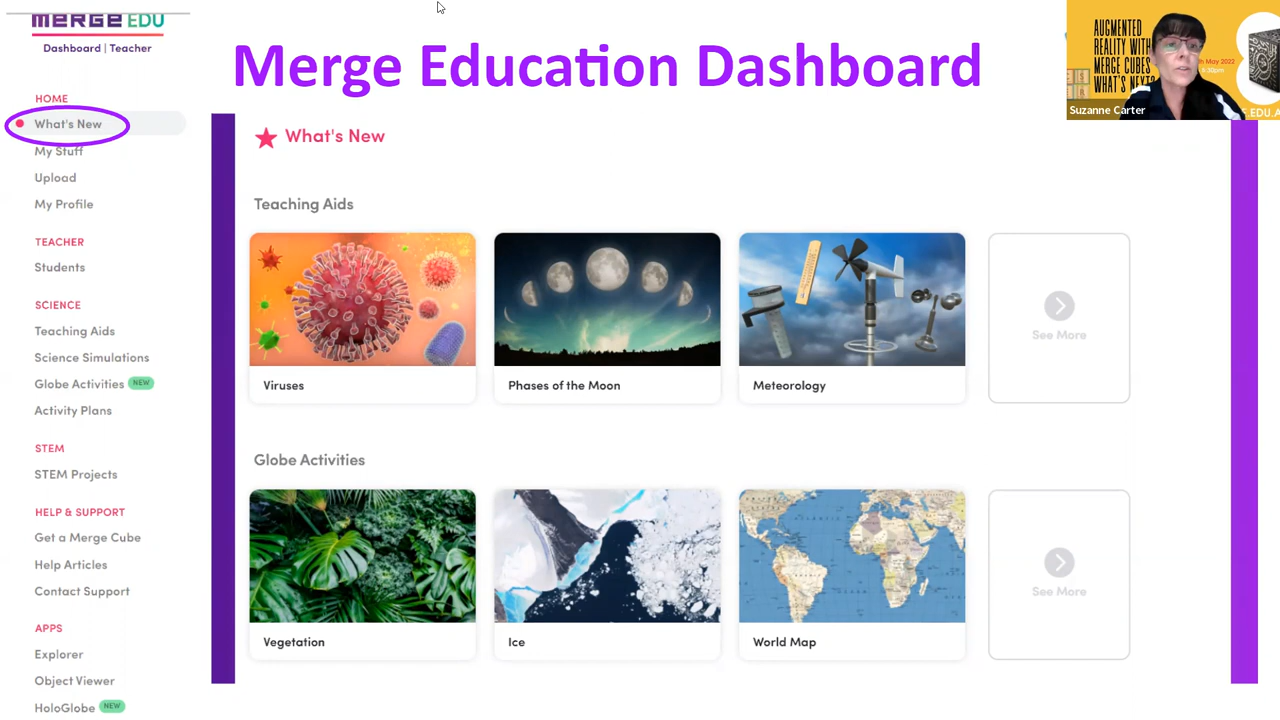 MERGE EDU
Dashboard | Teacher
Merge Education Dashboard
HOME
What's New
My Stuff
Upload
My Profile
TEACHER
Students
SCIENCE
Teaching Aids
Science Simulations
Globe Activities NEW
Activity Plans
STEM
STEM Projects
HELP & SUPPORT
Get a Merge Cube
Help Articles
Contact Support
APPS
Explorer
Object Viewer
HoloGlobe NEW
What's New
Teaching Aids
Viruses
Phases of the Moon
Meteorology
See More
Globe Activities
Vegetation
Ice
World Map
See More
AUGMENTED
REALITY WITH
MERGE CUBES
WHAT'S NEXT
May 2022
Suzanne Carter